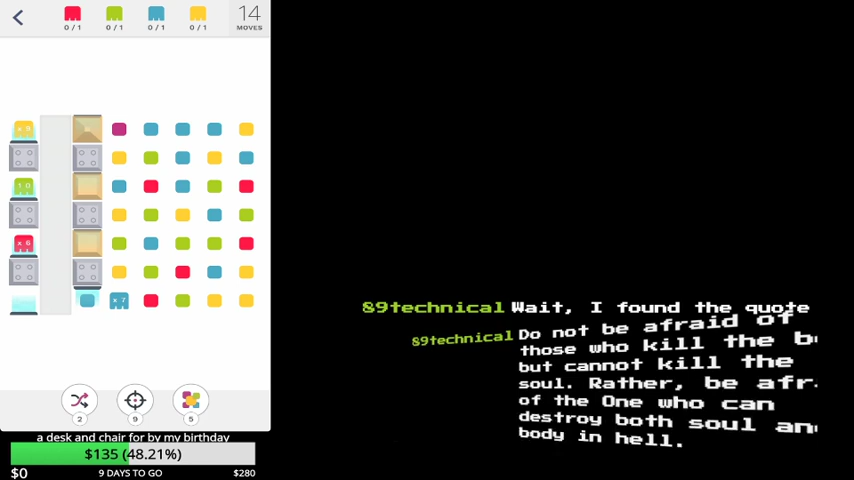 14
MOVES
0 / 1
0 / 1
0 / 1
0 / 1
x 6
x 7
2
9
5
a desk and chair for by my birthday
$135 (48.21%)
$0
9 DAYS TO GO
$280
89technical Wait, I found the quote
89technical Do not be afraid of
those who kill the
but cannot kill the
soul. Rather, be
of the One who can
destroy both soul
body in hell.